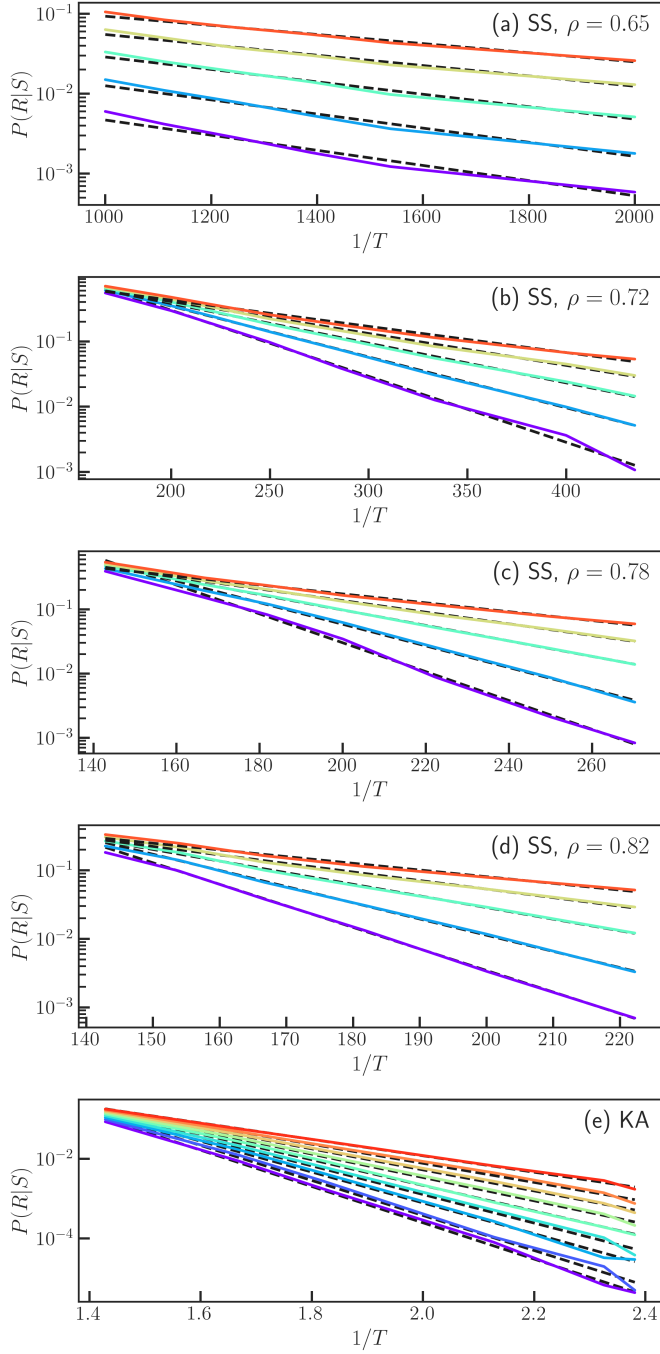 (a) SS, ρ = 0.65
10⁻¹
10⁻²
10⁻³
P(R|S)
1000 1200 1400 1600 1800 2000
1/T
(b) SS, ρ = 0.72
10⁻¹
10⁻²
10⁻³
P(R|S)
200 250 300 350 400
1/T
(c) SS, ρ = 0.78
10⁻¹
10⁻²
10⁻³
P(R|S)
140 160 180 200 220 240 260
1/T
(d) SS, ρ = 0.82
10⁻¹
10⁻²
10⁻³
P(R|S)
140 150 160 170 180 190 200 210 220
1/T
(e) KA
10⁻²
10⁻⁴
P(R|S)
1.4 1.6 1.8 2.0 2.2 2.4
1/T